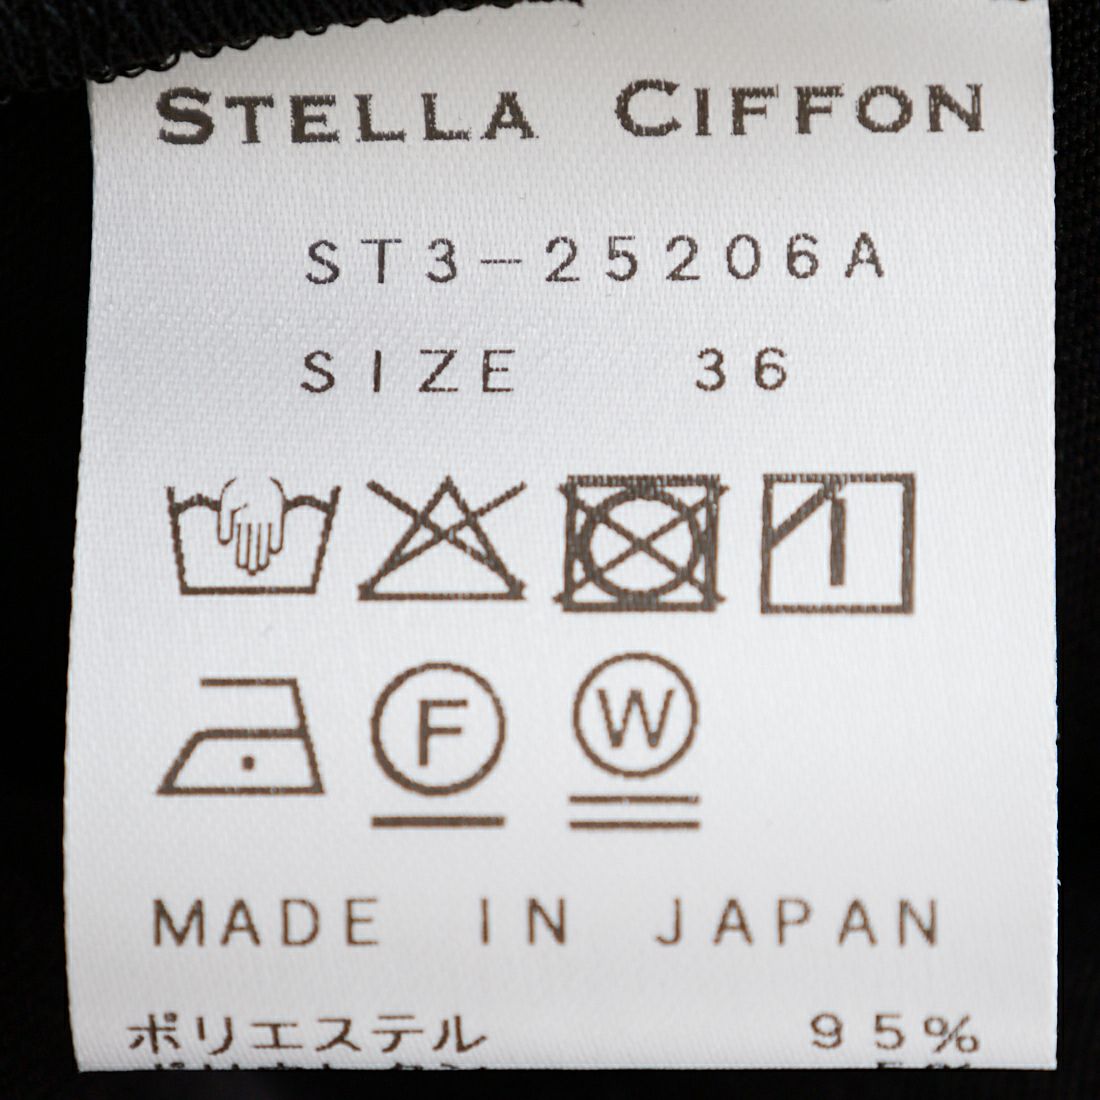 STELLA CIFFON
ST3-25206A
SIZE 36
F W
MADE IN JAPAN
ポリエステル 95%